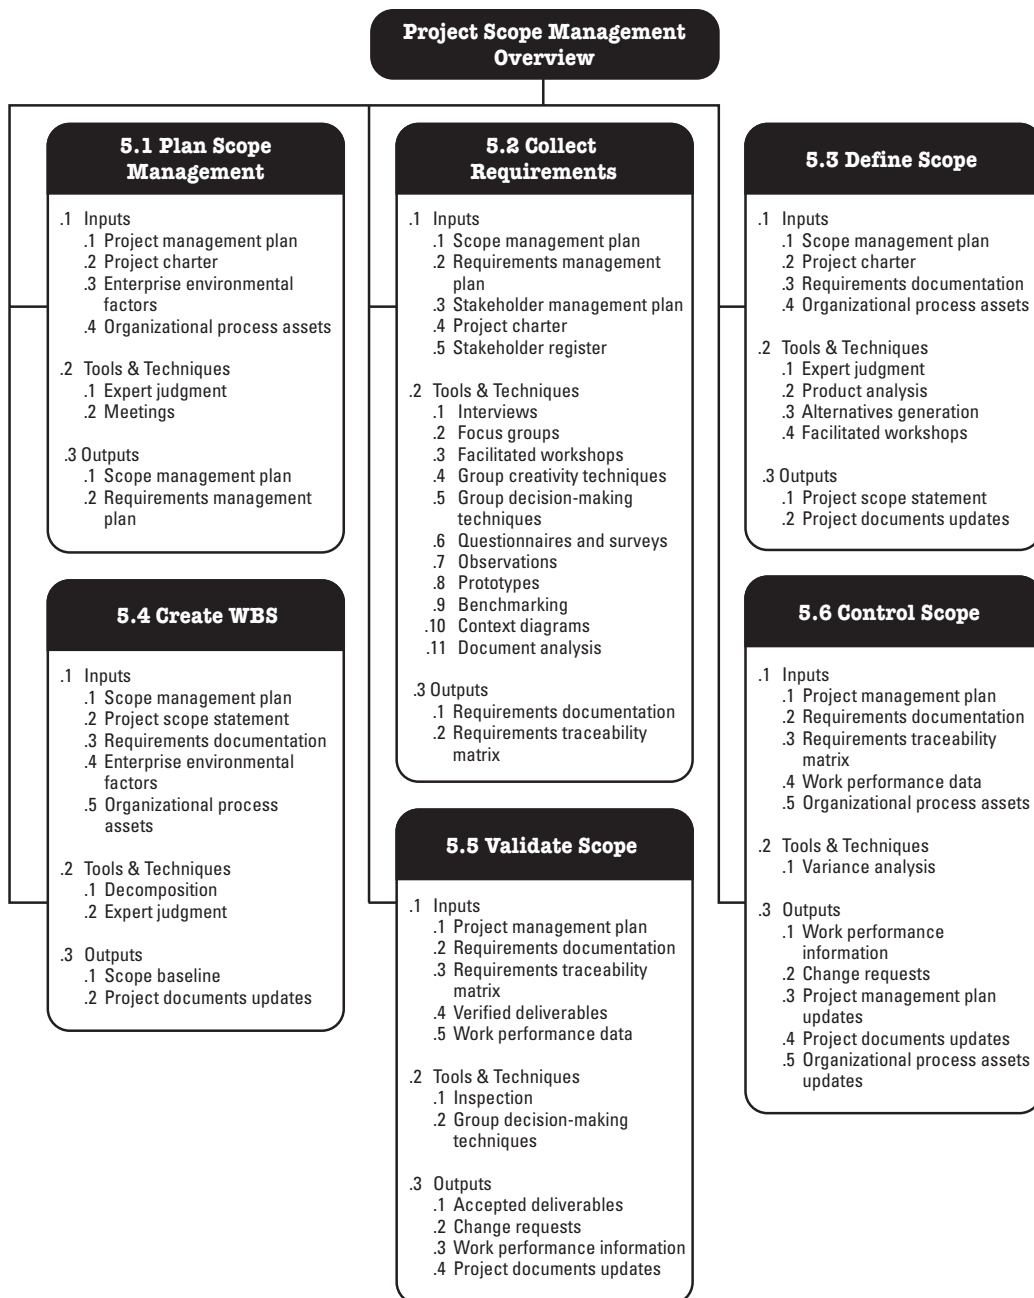 Project Scope Management
Overview
5.1 Plan Scope
Management
.1 Inputs
.1 Project management plan
.2 Project charter
.3 Enterprise environmental
factors
.4 Organizational process assets
.2 Tools & Techniques
.1 Expert judgment
.2 Meetings
.3 Outputs
.1 Scope management plan
.2 Requirements management
plan
5.2 Collect
Requirements
.1 Inputs
.1 Scope management plan
.2 Requirements management
plan
.3 Stakeholder management plan
.4 Project charter
.5 Stakeholder register
.2 Tools & Techniques
.1 Interviews
.2 Focus groups
.3 Facilitated workshops
.4 Group creativity techniques
.5 Group decision-making
techniques
.6 Questionnaires and surveys
.7 Observations
.8 Prototypes
.9 Benchmarking
.10 Context diagrams
.11 Document analysis
.3 Outputs
.1 Requirements documentation
.2 Requirements traceability
matrix
5.3 Define Scope
.1 Inputs
.1 Scope management plan
.2 Project charter
.3 Requirements documentation
.4 Organizational process assets
.2 Tools & Techniques
.1 Expert judgment
.2 Product analysis
.3 Alternatives generation
.4 Facilitated workshops
.3 Outputs
.1 Project scope statement
.2 Project documents updates
5.4 Create WBS
.1 Inputs
.1 Scope management plan
.2 Project scope statement
.3 Requirements documentation
.4 Enterprise environmental
factors
.5 Organizational process
assets
.2 Tools & Techniques
.1 Decomposition
.2 Expert judgment
.3 Outputs
.1 Scope baseline
.2 Project documents updates
5.5 Validate Scope
.1 Inputs
.1 Project management plan
.2 Requirements documentation
.3 Requirements traceability
matrix
.4 Verified deliverables
.5 Work performance data
.2 Tools & Techniques
.1 Inspection
.2 Group decision-making
techniques
.3 Outputs
.1 Accepted deliverables
.2 Change requests
.3 Work performance information
.4 Project documents updates
5.6 Control Scope
.1 Inputs
.1 Project management plan
.2 Requirements documentation
.3 Requirements traceability
matrix
.4 Work performance data
.5 Organizational process assets
.2 Tools & Techniques
.1 Variance analysis
.3 Outputs
.1 Work performance
information
.2 Change requests
.3 Project management plan
updates
.4 Project documents updates
.5 Organizational process assets
updates